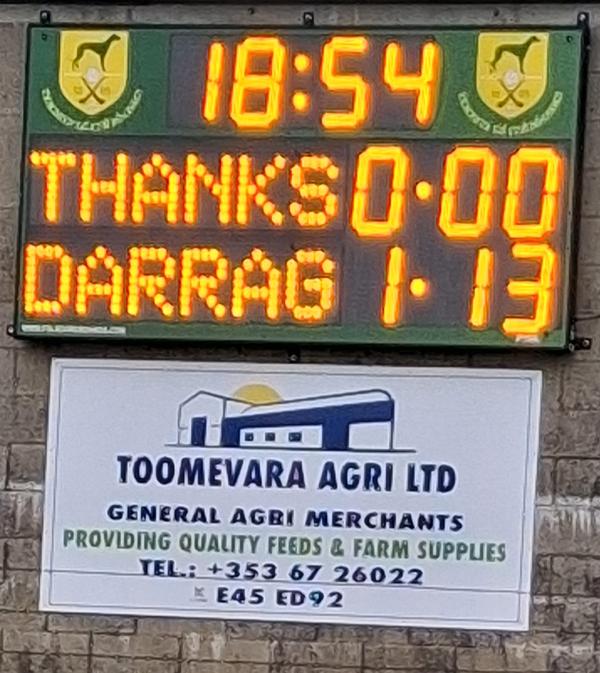 18:54
THANKS 0·00
DARRAG 1·13
TOOMEVARA AGRI LTD
GENERAL AGRI MERCHANTS
PROVIDING QUALITY FEEDS & FARM SUPPLIES
TEL.: +353 67 26022
E45 ED92